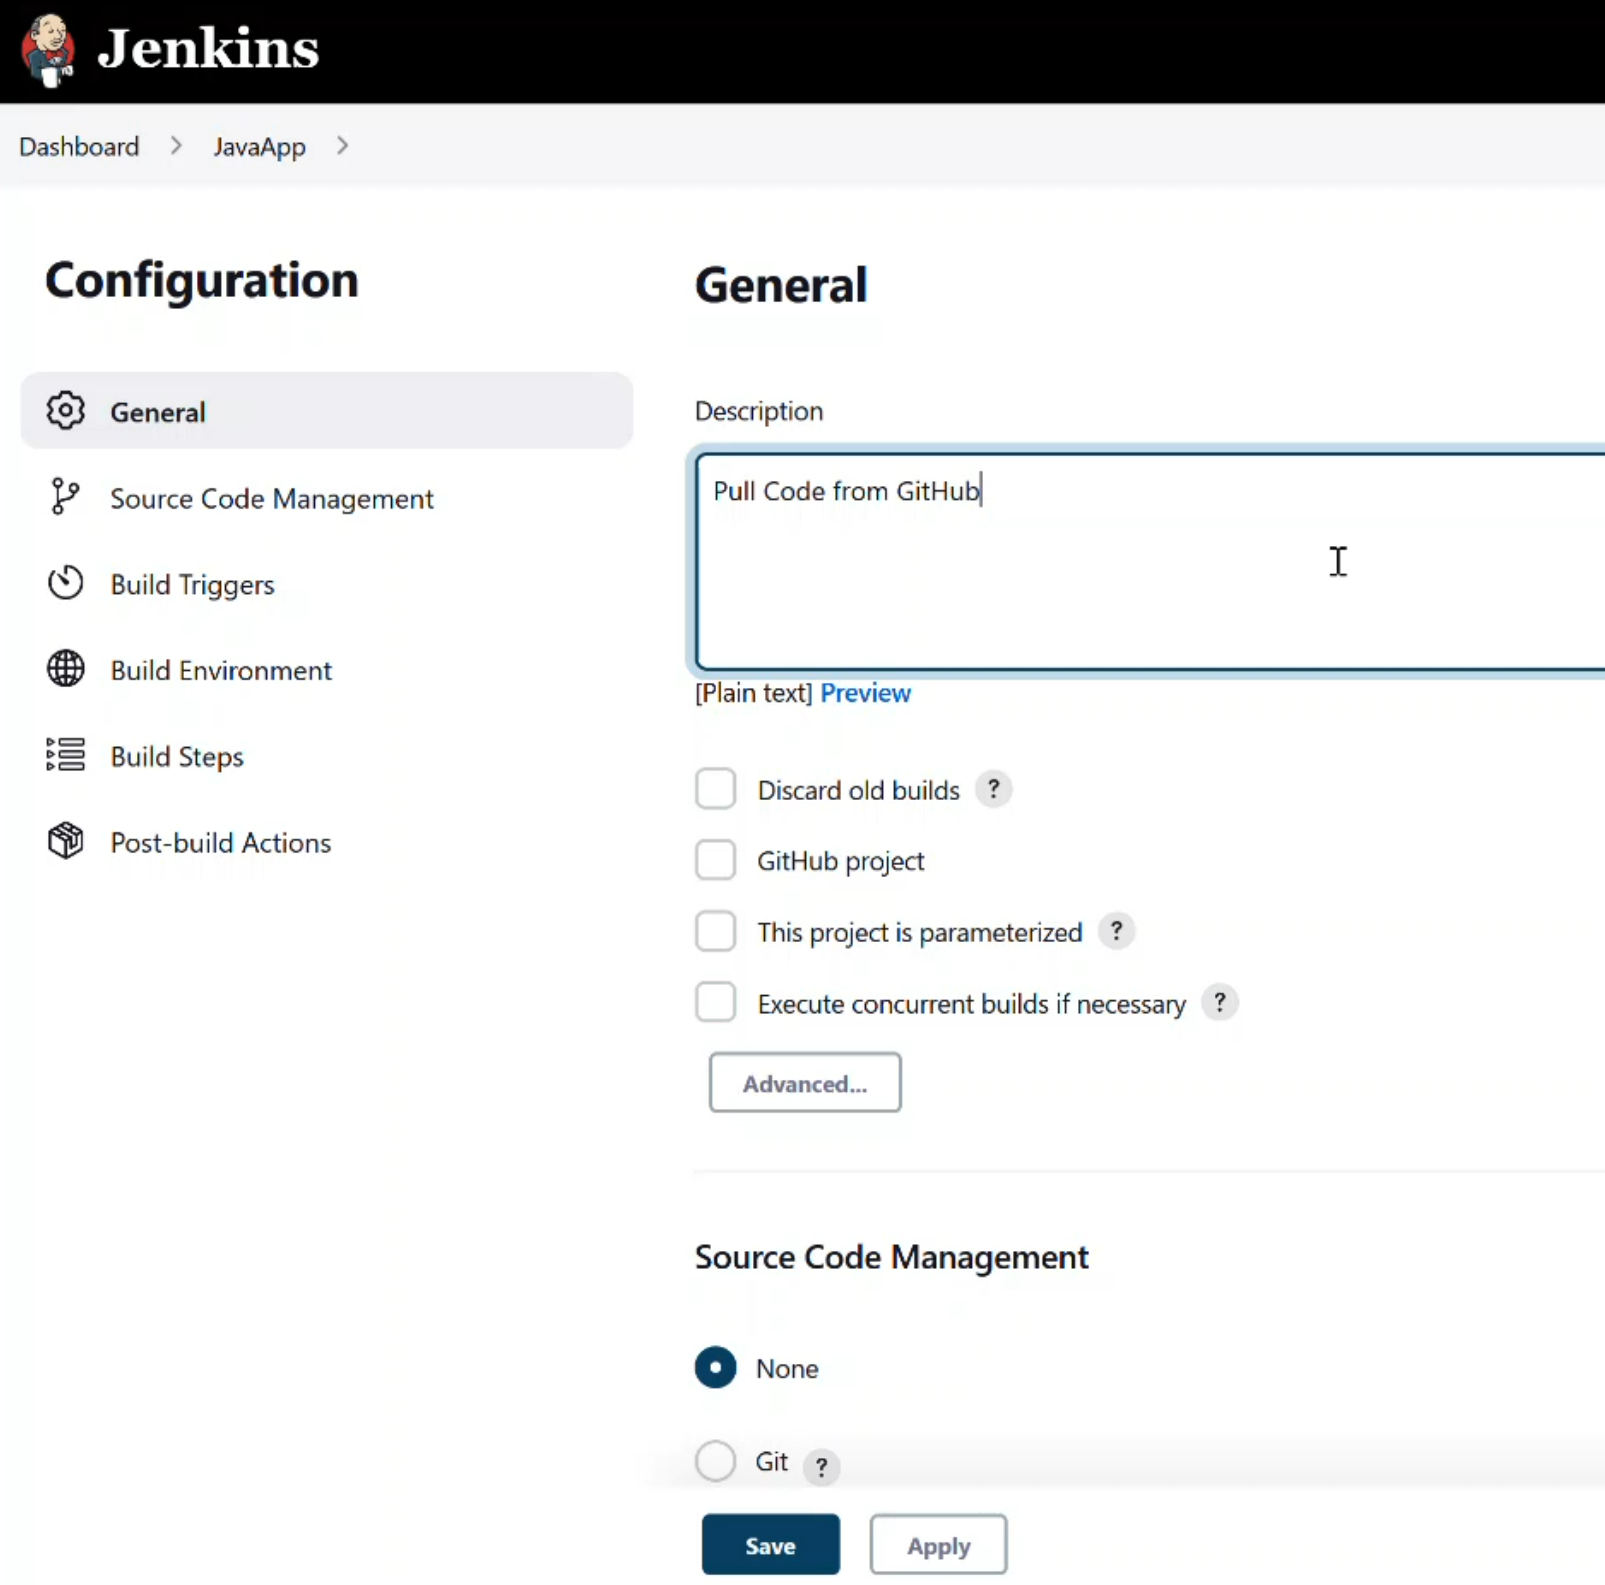 Jenkins
Dashboard > JavaApp >
Configuration
General
Source Code Management
Build Triggers
Build Environment
Build Steps
Post-build Actions
General
Description
Pull Code from GitHub
[Plain text] Preview
Discard old builds ?
GitHub project
This project is parameterized ?
Execute concurrent builds if necessary ?
Advanced...
Source Code Management
None
Git ?
Save Apply